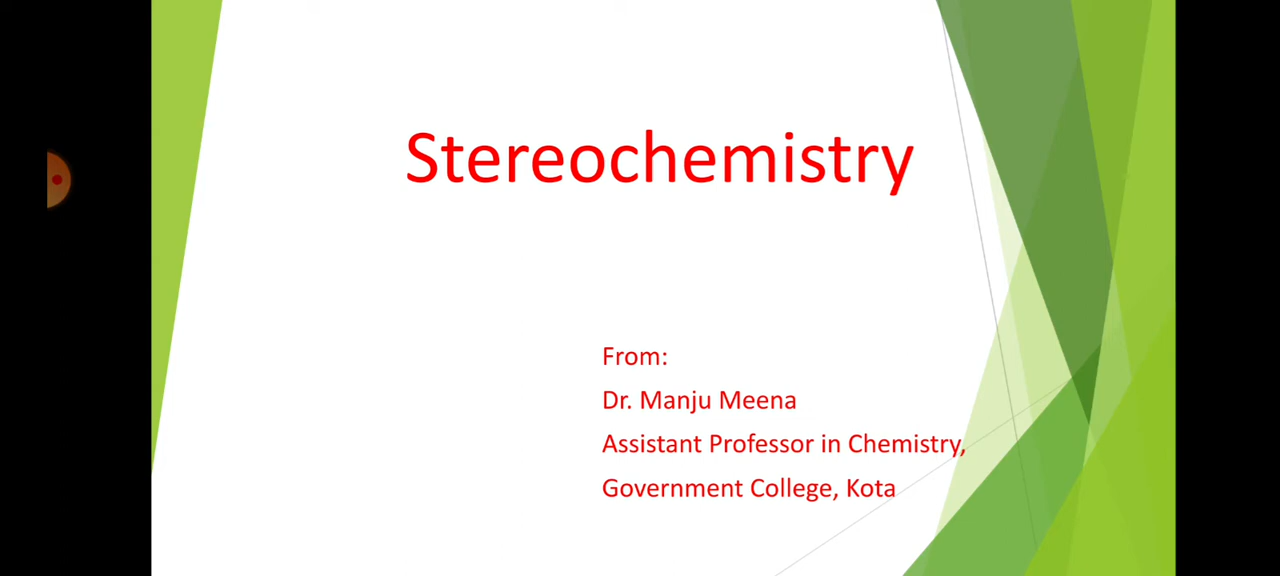 Stereochemistry
From:
Dr. Manju Meena
Assistant Professor in Chemistry,
Government College, Kota